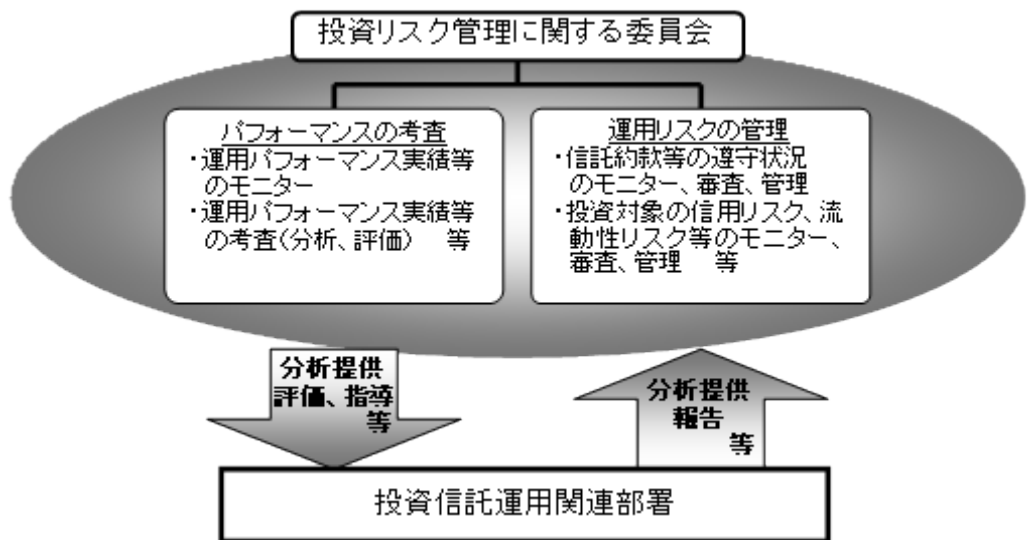 投資リスク管理に関する委員会
パフォーマンスの考査
・運用パフォーマンス実績等
のモニター
・運用パフォーマンス実績等
の考査(分析、評価) 等
運用リスクの管理
・信託約款等の遵守状況
のモニター、審査、管理
・投資対象の信用リスク、流
動性リスク等のモニター、
審査、管理 等
分析提供
評価、指導
等
分析提供
報告
等
投資信託運用関連部署